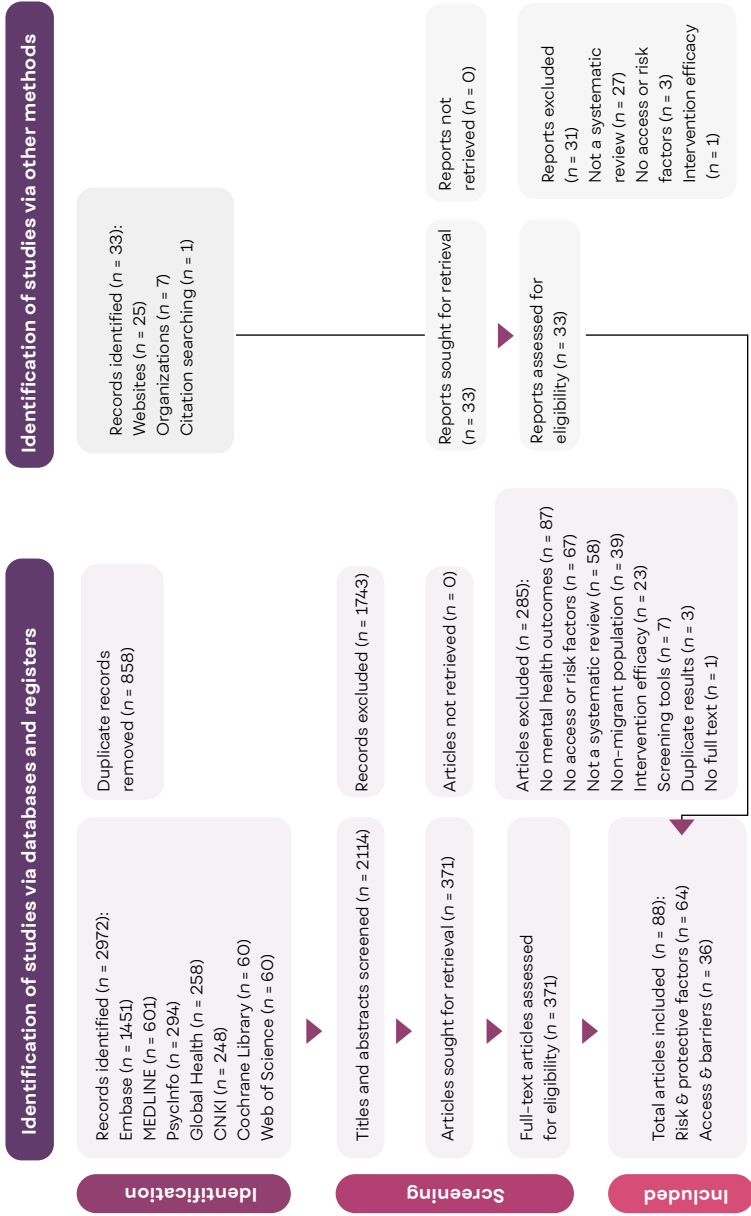 Identification of studies via databases and registers
Identification of studies via other methods
Identification
Records identified (n = 2972):
Embase (n = 1451)
MEDLINE (n = 601)
PsycInfo (n = 294)
Global Health (n = 258)
CNKI (n = 248)
Cochrane Library (n = 60)
Web of Science (n = 60)
Duplicate records
removed (n = 858)
Records identified (n = 33):
Websites (n = 25)
Organizations (n = 7)
Citation searching (n = 1)
Screening
Titles and abstracts screened (n = 2114)
Records excluded (n = 1743)
Articles sought for retrieval (n = 371)
Articles not retrieved (n = 0)
Reports sought for retrieval
(n = 33)
Reports not
retrieved (n = 0)
Full-text articles assessed
for eligibility (n = 371)
Articles excluded (n = 285):
No mental health outcomes (n = 87)
No access or risk factors (n = 67)
Not a systematic review (n = 58)
Non-migrant population (n = 39)
Intervention efficacy (n = 23)
Screening tools (n = 7)
Duplicate results (n = 3)
No full text (n = 1)
Reports assessed for
eligibility (n = 33)
Reports excluded
(n = 31)
Not a systematic
review (n = 27)
No access or risk
factors (n = 3)
Intervention efficacy
(n = 1)
Included
Total articles included (n = 88):
Risk & protective factors (n = 64)
Access & barriers (n = 36)